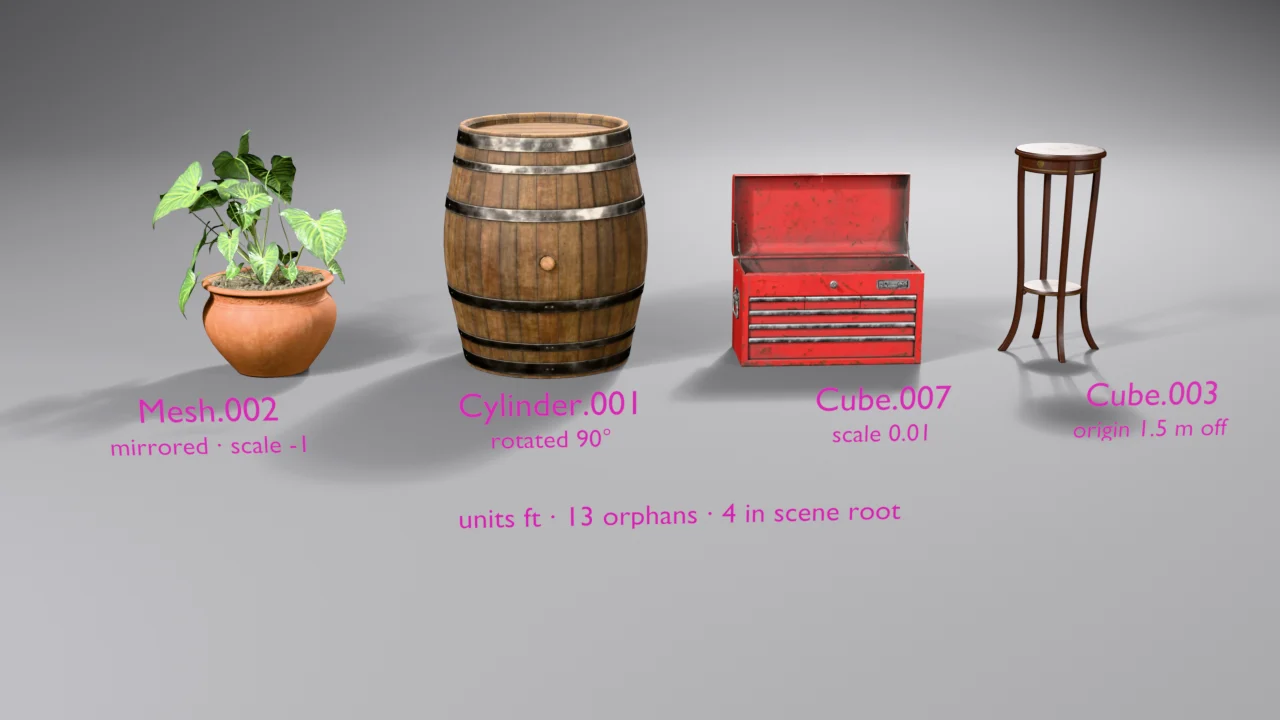 Mesh.002
mirrored · scale -1
Cylinder.001
rotated 90°
Cube.007
scale 0.01
Cube.003
origin 1.5 m off
units ft · 13 orphans · 4 in scene root